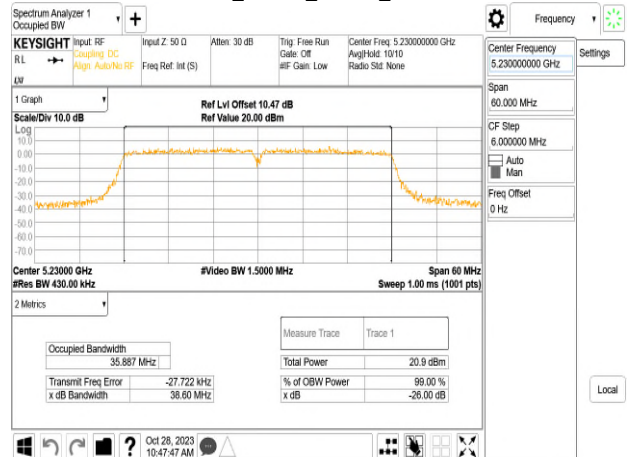 Spectrum Analyzer 1
Occupied BW
Frequency
KEYSIGHT
Input: RF
Input Z: 50 Ω
Atten: 30 dB
Trig: Free Run
Center Freq: 5.230000000 GHz
RL
Coupling: DC
Gate: Off
Avg|Hold: 10/10
Align: Auto/No RF
Freq Ref: Int (S)
#IF Gain: Low
Radio Std: None
LXI
Center Frequency
5.230000000 GHz
Settings
Span
60.000 MHz
CF Step
6.000000 MHz
Auto
Man
Freq Offset
0 Hz
1 Graph
Ref Lvl Offset 10.47 dB
Scale/Div 10.0 dB
Ref Value 20.00 dBm
Log
10.0
0.00
-10.0
-20.0
-30.0
-40.0
-50.0
-60.0
-70.0
Center 5.23000 GHz
#Video BW 1.5000 MHz
Span 60 MHz
#Res BW 430.00 kHz
Sweep 1.00 ms (1001 pts)
2 Metrics
Measure Trace
Trace 1
Occupied Bandwidth
35.887 MHz
Total Power
20.9 dBm
Transmit Freq Error
-27.722 kHz
% of OBW Power
99.00 %
x dB Bandwidth
38.60 MHz
x dB
-26.00 dB
Local
?
Oct 28, 2023
10:47:47 AM